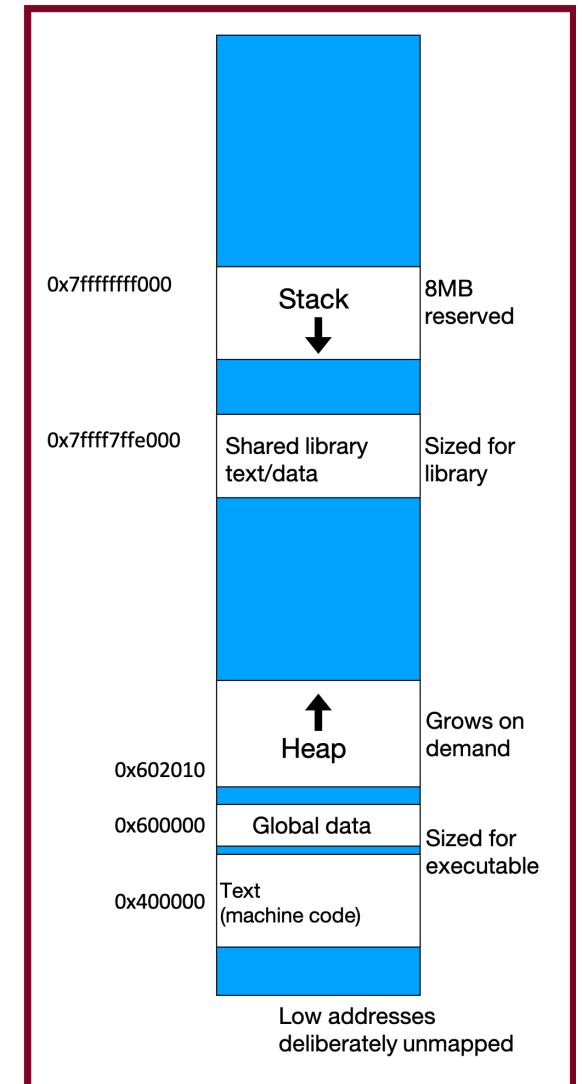 0x7ffffffff000
Stack
8MB
reserved
0x7ffff7ffe000
Shared library
text/data
Sized for
library
Grows on
demand
Heap
0x602010
0x600000
Global data
Sized for
executable
0x400000
Text
(machine code)
Low addresses
deliberately unmapped